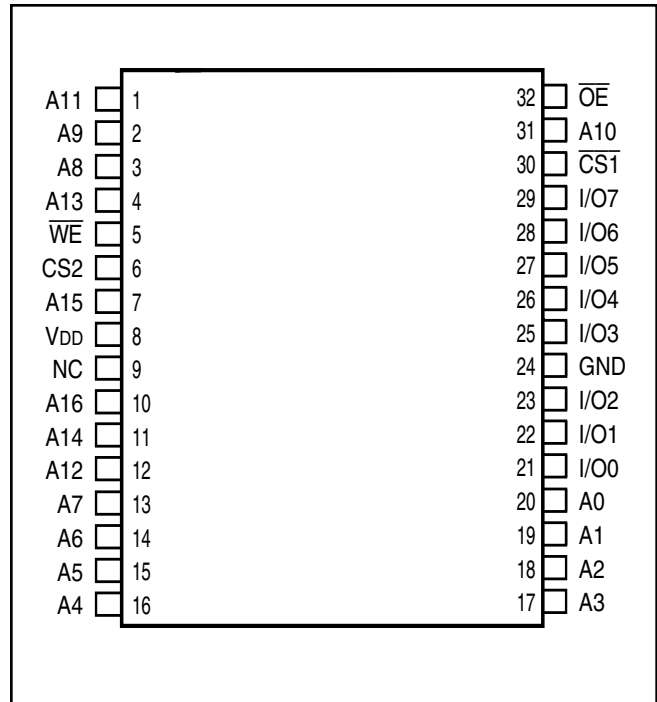 A11 1 32 O̅E̅
A9 2 31 A10
A8 3 30 C̅S̅1̅
A13 4 29 I/O7
W̅E̅ 5 28 I/O6
CS2 6 27 I/O5
A15 7 26 I/O4
VDD 8 25 I/O3
NC 9 24 GND
A16 10 23 I/O2
A14 11 22 I/O1
A12 12 21 I/O0
A7 13 20 A0
A6 14 19 A1
A5 15 18 A2
A4 16 17 A3